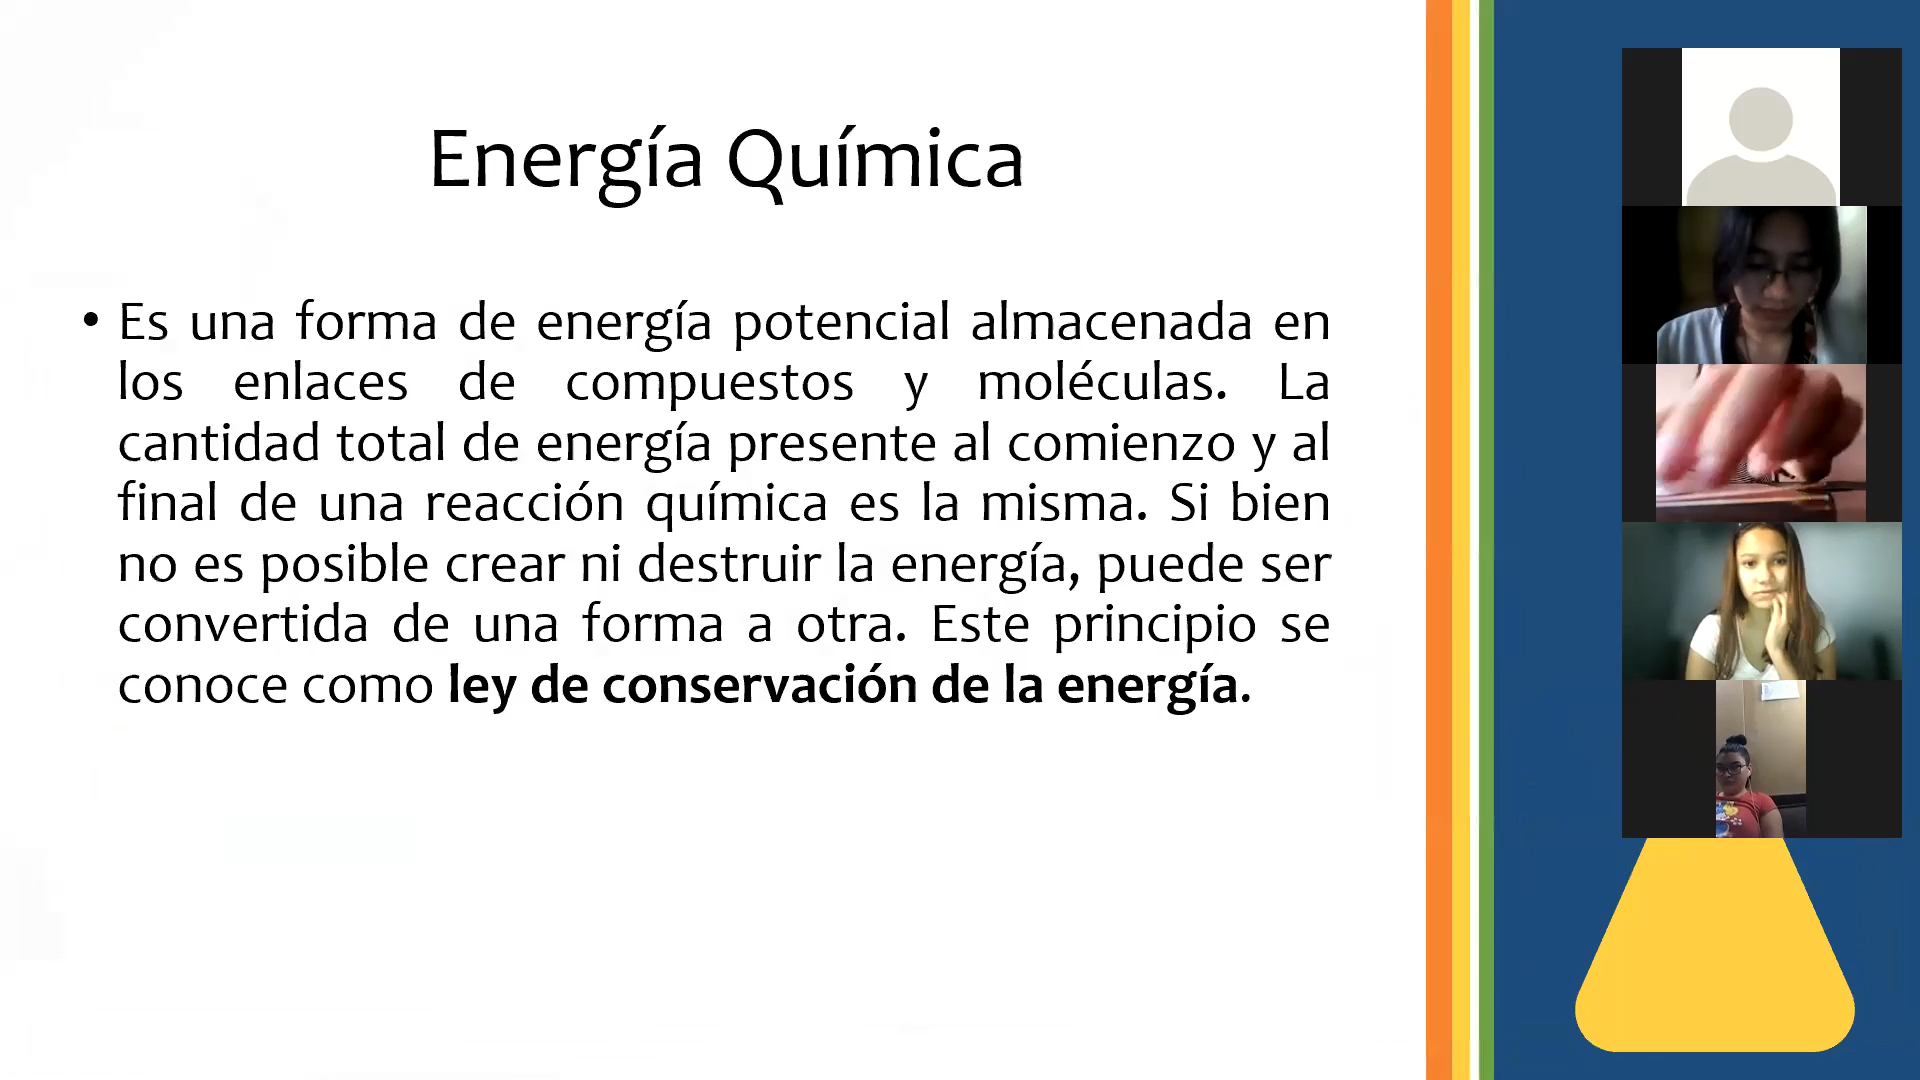 Energía Química
• Es una forma de energía potencial almacenada en
los enlaces de compuestos y moléculas. La
cantidad total de energía presente al comienzo y al
final de una reacción química es la misma. Si bien
no es posible crear ni destruir la energía, puede ser
convertida de una forma a otra. Este principio se
conoce como ley de conservación de la energía.